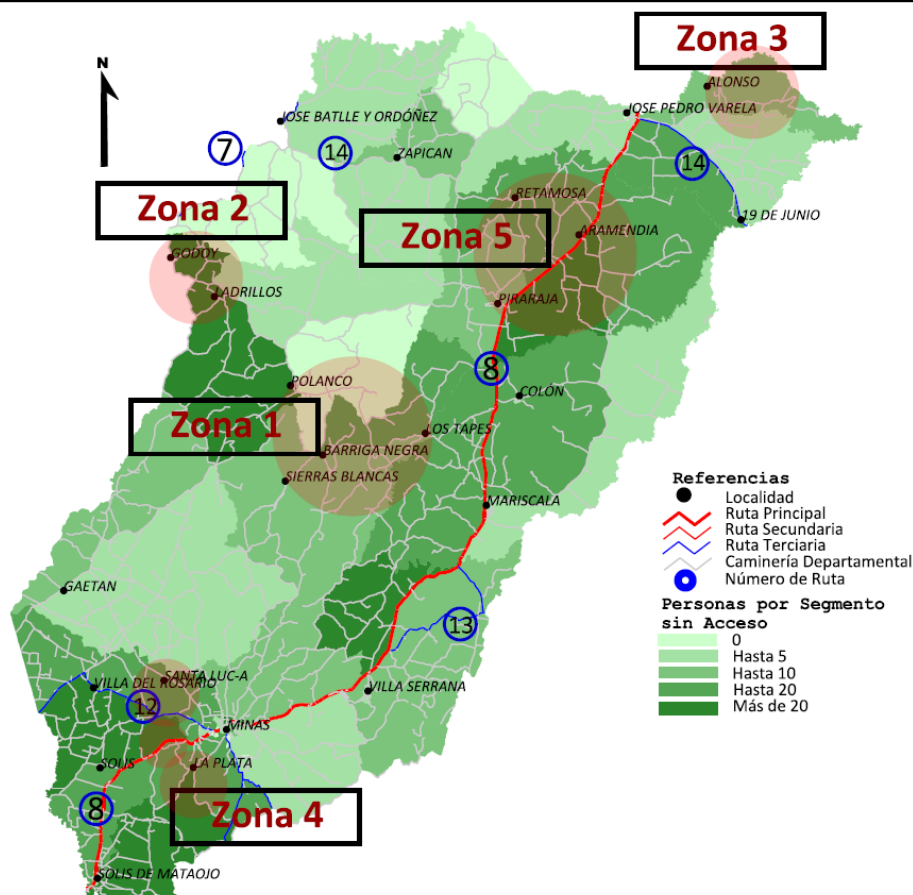 Zona 3
N
ALONSO
JOSE PEDRO VARELA
JOSE BATLLE Y ORDÓÑEZ
7
14
ZAPICAN
14
Zona 2
RETAMOSA
Zona 5
19 DE JUNIO
ARAMENDIA
GODOY
LADRILLOS
PIRARAJA
8
POLANCO
COLÓN
Zona 1
LOS TAPES
BARRIGA NEGRA
SIERRAS BLANCAS
MARISCALA
Referencias
Localidad
Ruta Principal
Ruta Secundaria
Ruta Terciaria
Caminería Departamental
Número de Ruta
Personas por Segmento
sin Acceso
0
Hasta 5
Hasta 10
Hasta 20
Más de 20
GAETAN
13
SANTA LUC-A
VILLA DEL ROSARIO
VILLA SERRANA
12
MINAS
SOLIS
LA PLATA
8
Zona 4
SOLIS DE MATAOJO